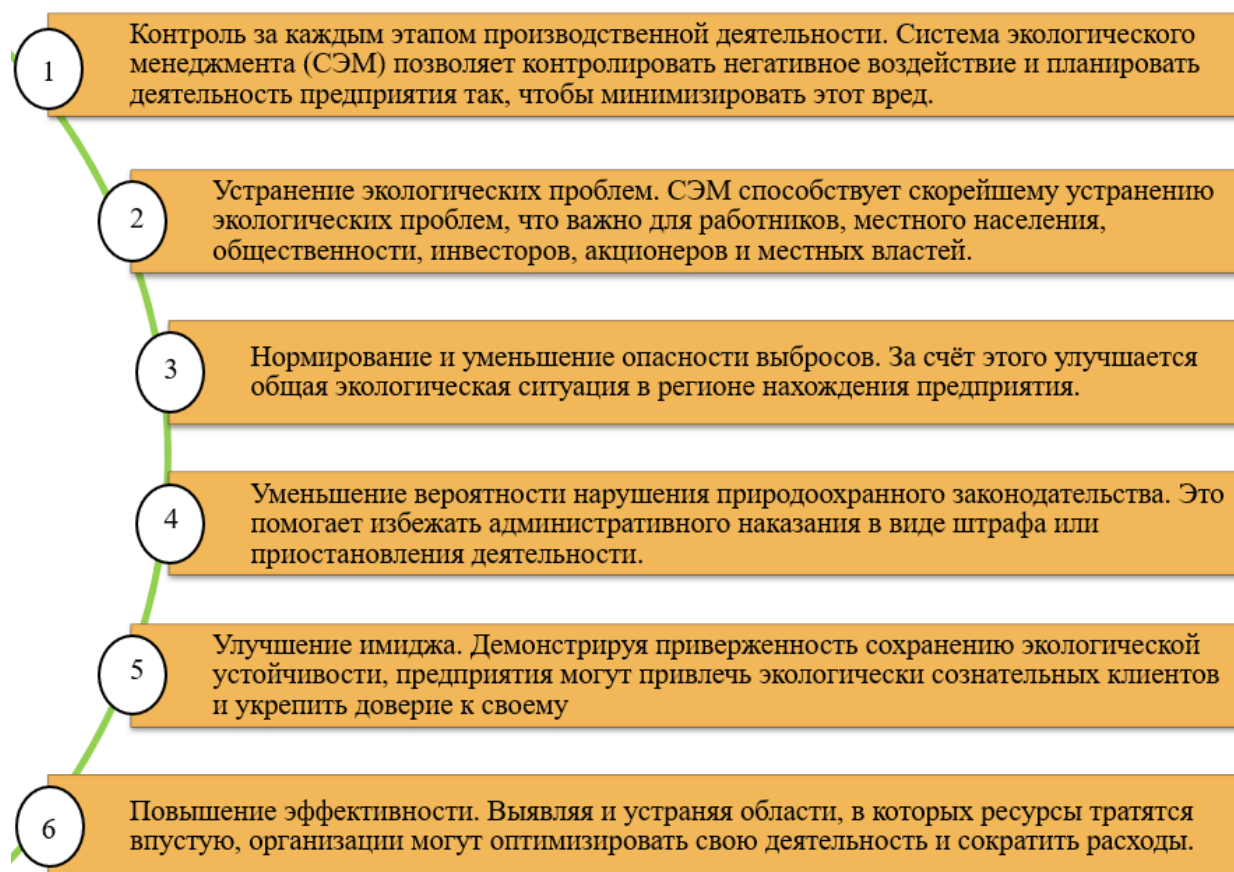 1
Контроль за каждым этапом производственной деятельности. Система экологического
менеджмента (СЭМ) позволяет контролировать негативное воздействие и планировать
деятельность предприятия так, чтобы минимизировать этот вред.
2
Устранение экологических проблем. СЭМ способствует скорейшему устранению
экологических проблем, что важно для работников, местного населения,
общественности, инвесторов, акционеров и местных властей.
3
Нормирование и уменьшение опасности выбросов. За счёт этого улучшается
общая экологическая ситуация в регионе нахождения предприятия.
4
Уменьшение вероятности нарушения природоохранного законодательства. Это
помогает избежать административного наказания в виде штрафа или
приостановления деятельности.
5
Улучшение имиджа. Демонстрируя приверженность сохранению экологической
устойчивости, предприятия могут привлечь экологически сознательных клиентов
и укрепить доверие к своему
6
Повышение эффективности. Выявляя и устраняя области, в которых ресурсы тратятся
впустую, организации могут оптимизировать свою деятельность и сократить расходы.